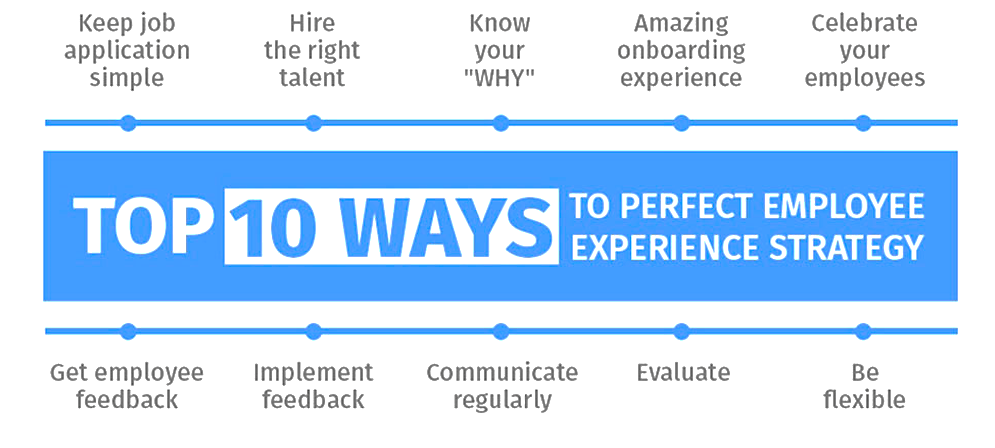 Keep job
application
simple
Hire
the right
talent
Know
your
"WHY"
Amazing
onboarding
experience
Celebrate
your
employees
TOP 10 WAYS
TO PERFECT EMPLOYEE
EXPERIENCE STRATEGY
Get employee
feedback
Implement
feedback
Communicate
regularly
Evaluate
Be
flexible